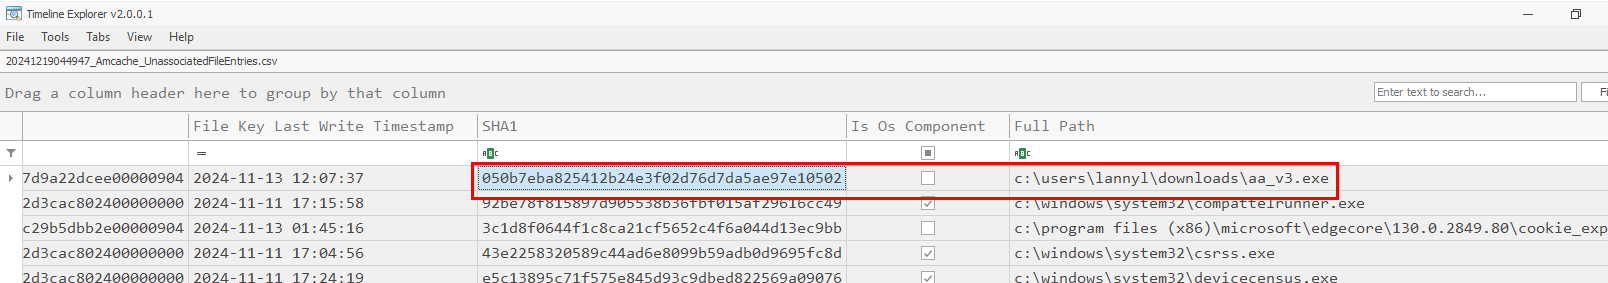 Timeline Explorer v2.0.0.1
File Tools Tabs View Help
20241219044947_Amcache_UnassociatedFileEntries.csv
Drag a column header here to group by that column
Enter text to search... Fi
File Key Last Write Timestamp SHA1 Is Os Component Full Path
= ABC ABC
7d9a22dcee00000904 2024-11-13 12:07:37 050b7eba825412b24e3f02d76d7da5ae97e10502 c:\users\lannyl\downloads\aa_v3.exe
2d3cac802400000000 2024-11-11 17:15:58 92be78f815897d905538b36fbf015af29616cc49 c:\windows\system32\compattelrunner.exe
c29b5dbb2e00000904 2024-11-13 01:45:16 3c1d8f0644f1c8ca21cf5652c4f6a044d13ec9bb c:\program files (x86)\microsoft\edgecore\130.0.2849.80\cookie_exp
2d3cac802400000000 2024-11-11 17:04:56 43e2258320589c44ad6e8099b59adb0d9695fc8d c:\windows\system32\csrss.exe
2d3cac802400000000 2024-11-11 17:24:19 e5c13895c71f575e845d93c9dbed822569a09076 c:\windows\system32\devicecensus.exe